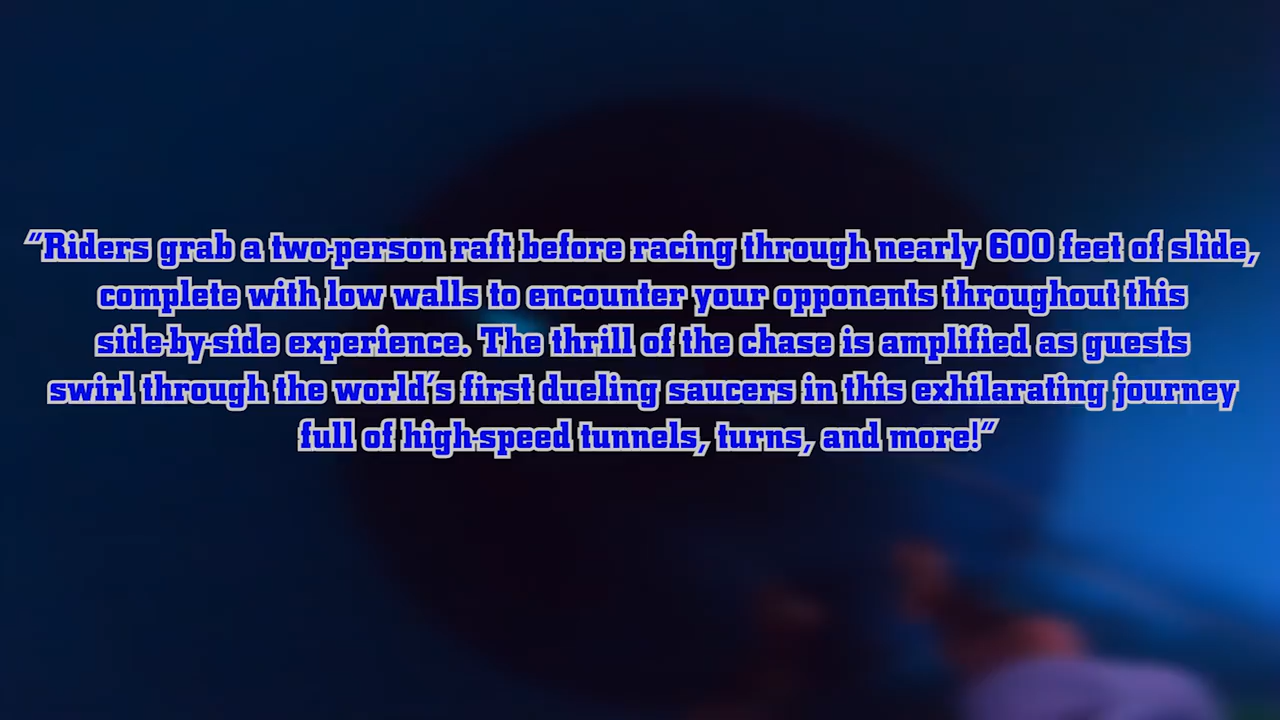 “Riders grab a two-person raft before racing through nearly 600 feet of slide,
complete with low walls to encounter your opponents throughout this
side-by-side experience. The thrill of the chase is amplified as guests
swirl through the world’s first dueling saucers in this exhilarating journey
full of high-speed tunnels, turns, and more!”